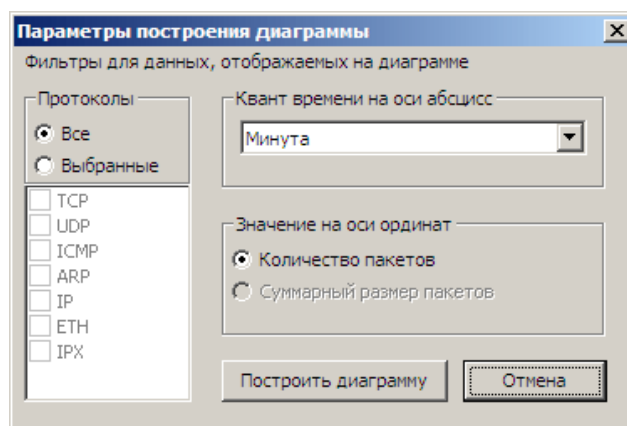 Параметры построения диаграммы
Фильтры для данных, отображаемых на диаграмме
Протоколы
Все
Выбранные
TCP
UDP
ICMP
ARP
IP
ETH
IPX
Квант времени на оси абсцисс
Минута
Значение на оси ординат
Количество пакетов
Суммарный размер пакетов
Построить диаграмму
Отмена